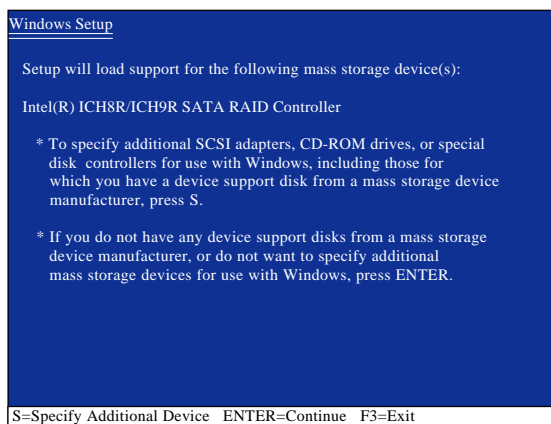 Windows Setup
Setup will load support for the following mass storage device(s):
Intel(R) ICH8R/ICH9R SATA RAID Controller
* To specify additional SCSI adapters, CD-ROM drives, or special
disk controllers for use with Windows, including those for
which you have a device support disk from a mass storage device
manufacturer, press S.
* If you do not have any device support disks from a mass storage
device manufacturer, or do not want to specify additional
mass storage devices for use with Windows, press ENTER.
S=Specify Additional Device ENTER=Continue F3=Exit